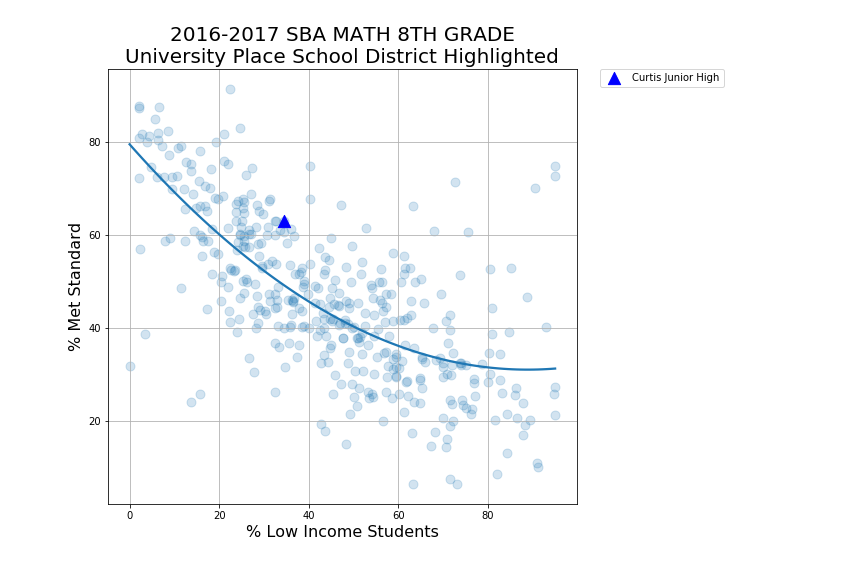 2016-2017 SBA MATH 8TH GRADE
University Place School District Highlighted
Curtis Junior High
% Met Standard
80
60
40
20
0 20 40 60 80
% Low Income Students